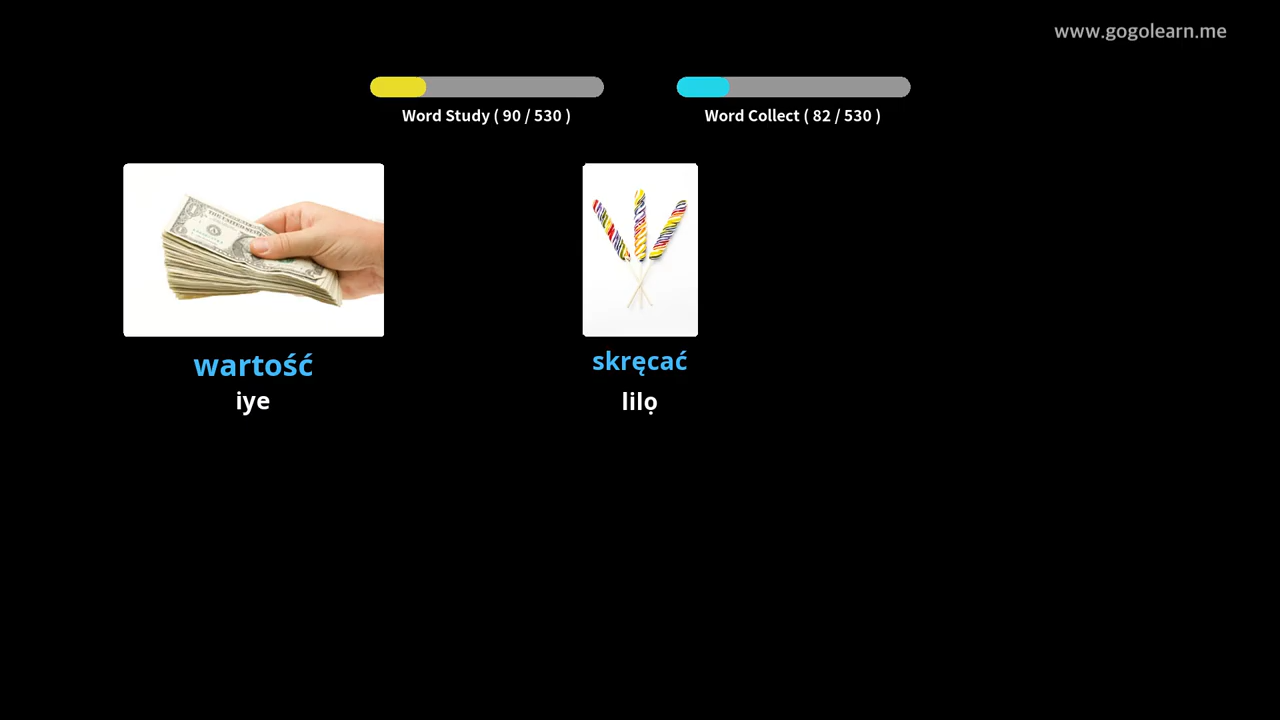 www.gogolearn.me
Word Study ( 90 / 530 )
Word Collect ( 82 / 530 )
wartość
iye
skręcać
lilọ